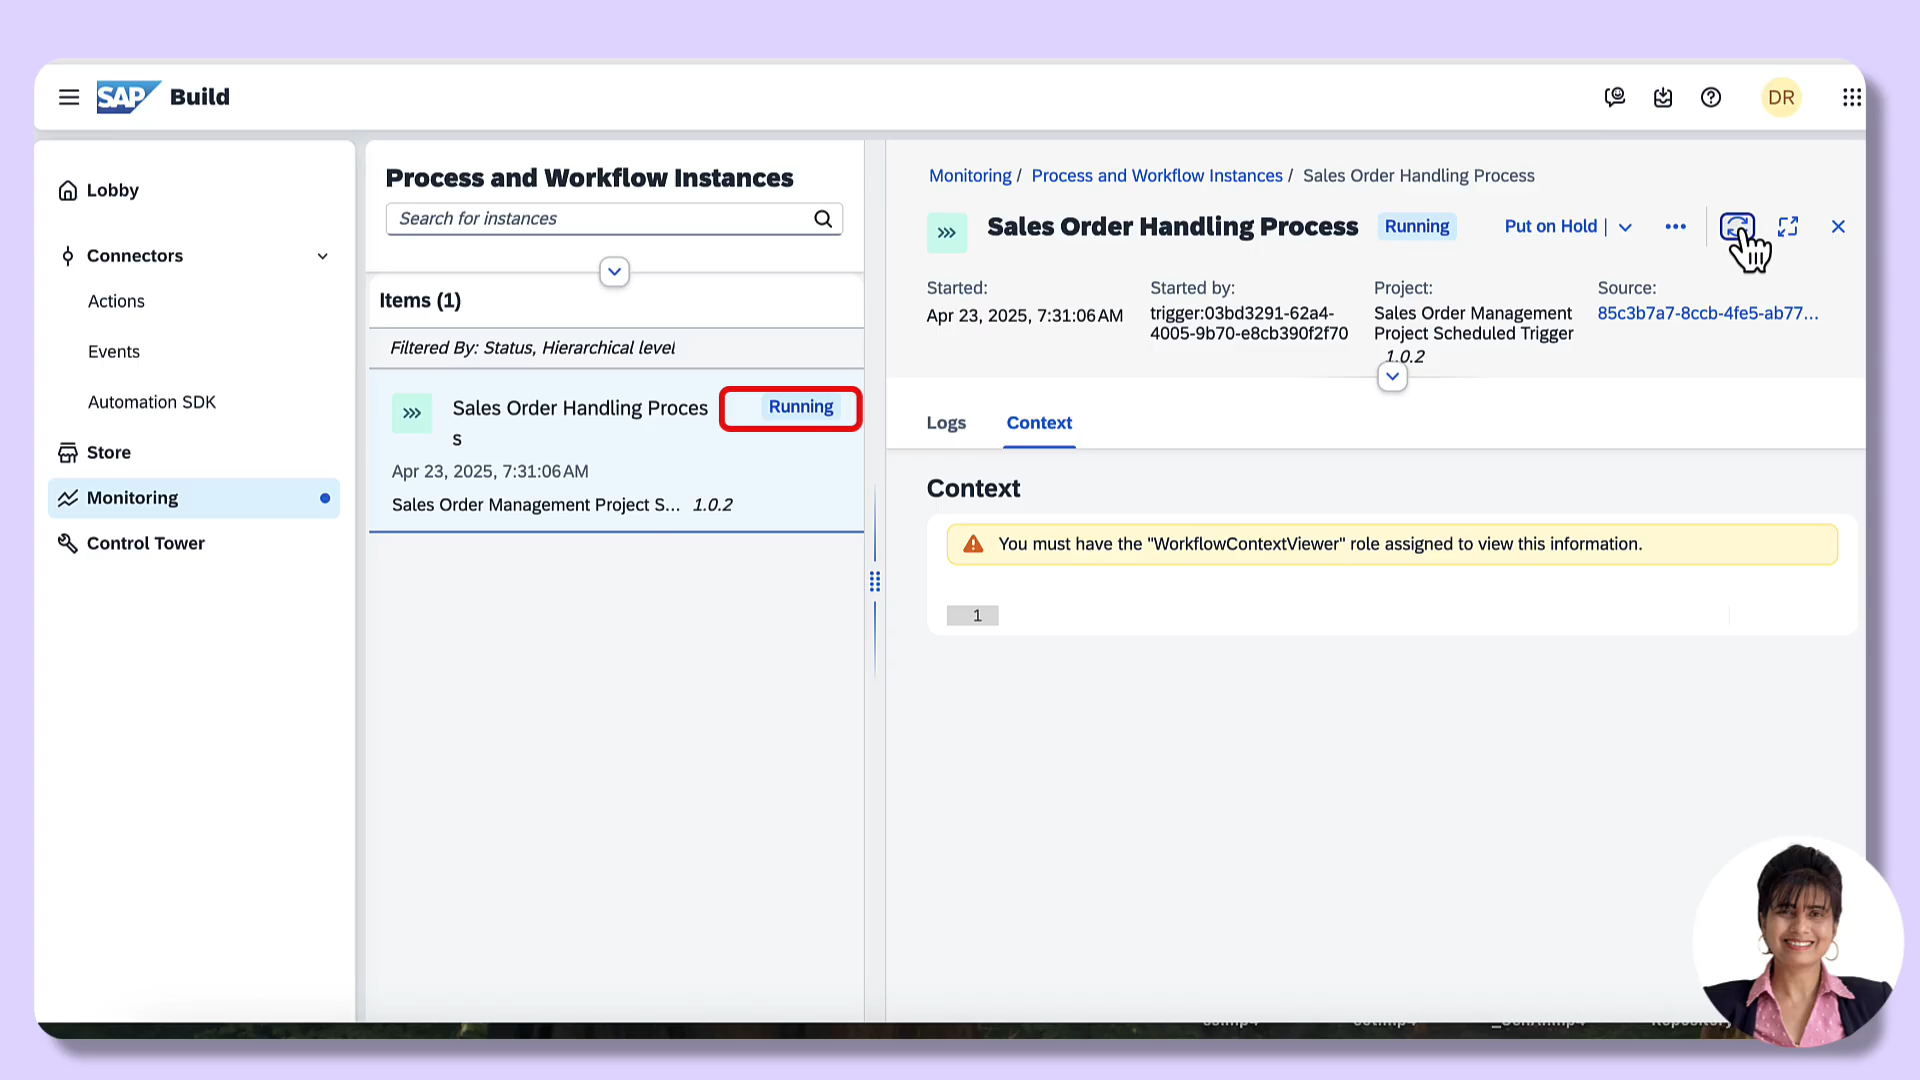 SAP Build
DR
Lobby
Connectors
Actions
Events
Automation SDK
Store
Monitoring
Control Tower
Process and Workflow Instances
Search for instances
Items (1)
Filtered By: Status, Hierarchical level
Sales Order Handling Proces
s
Running
Apr 23, 2025, 7:31:06 AM
Sales Order Management Project S... 1.0.2
Monitoring / Process and Workflow Instances / Sales Order Handling Process
Sales Order Handling Process Running Put on Hold
Started:
Apr 23, 2025, 7:31:06 AM
Started by:
trigger:03bd3291-62a4-
4005-9b70-e8cb390f2f70
Project:
Sales Order Management
Project Scheduled Trigger
1.0.2
Source:
85c3b7a7-8ccb-4fe5-ab77...
Logs Context
Context
You must have the "WorkflowContextViewer" role assigned to view this information.
1